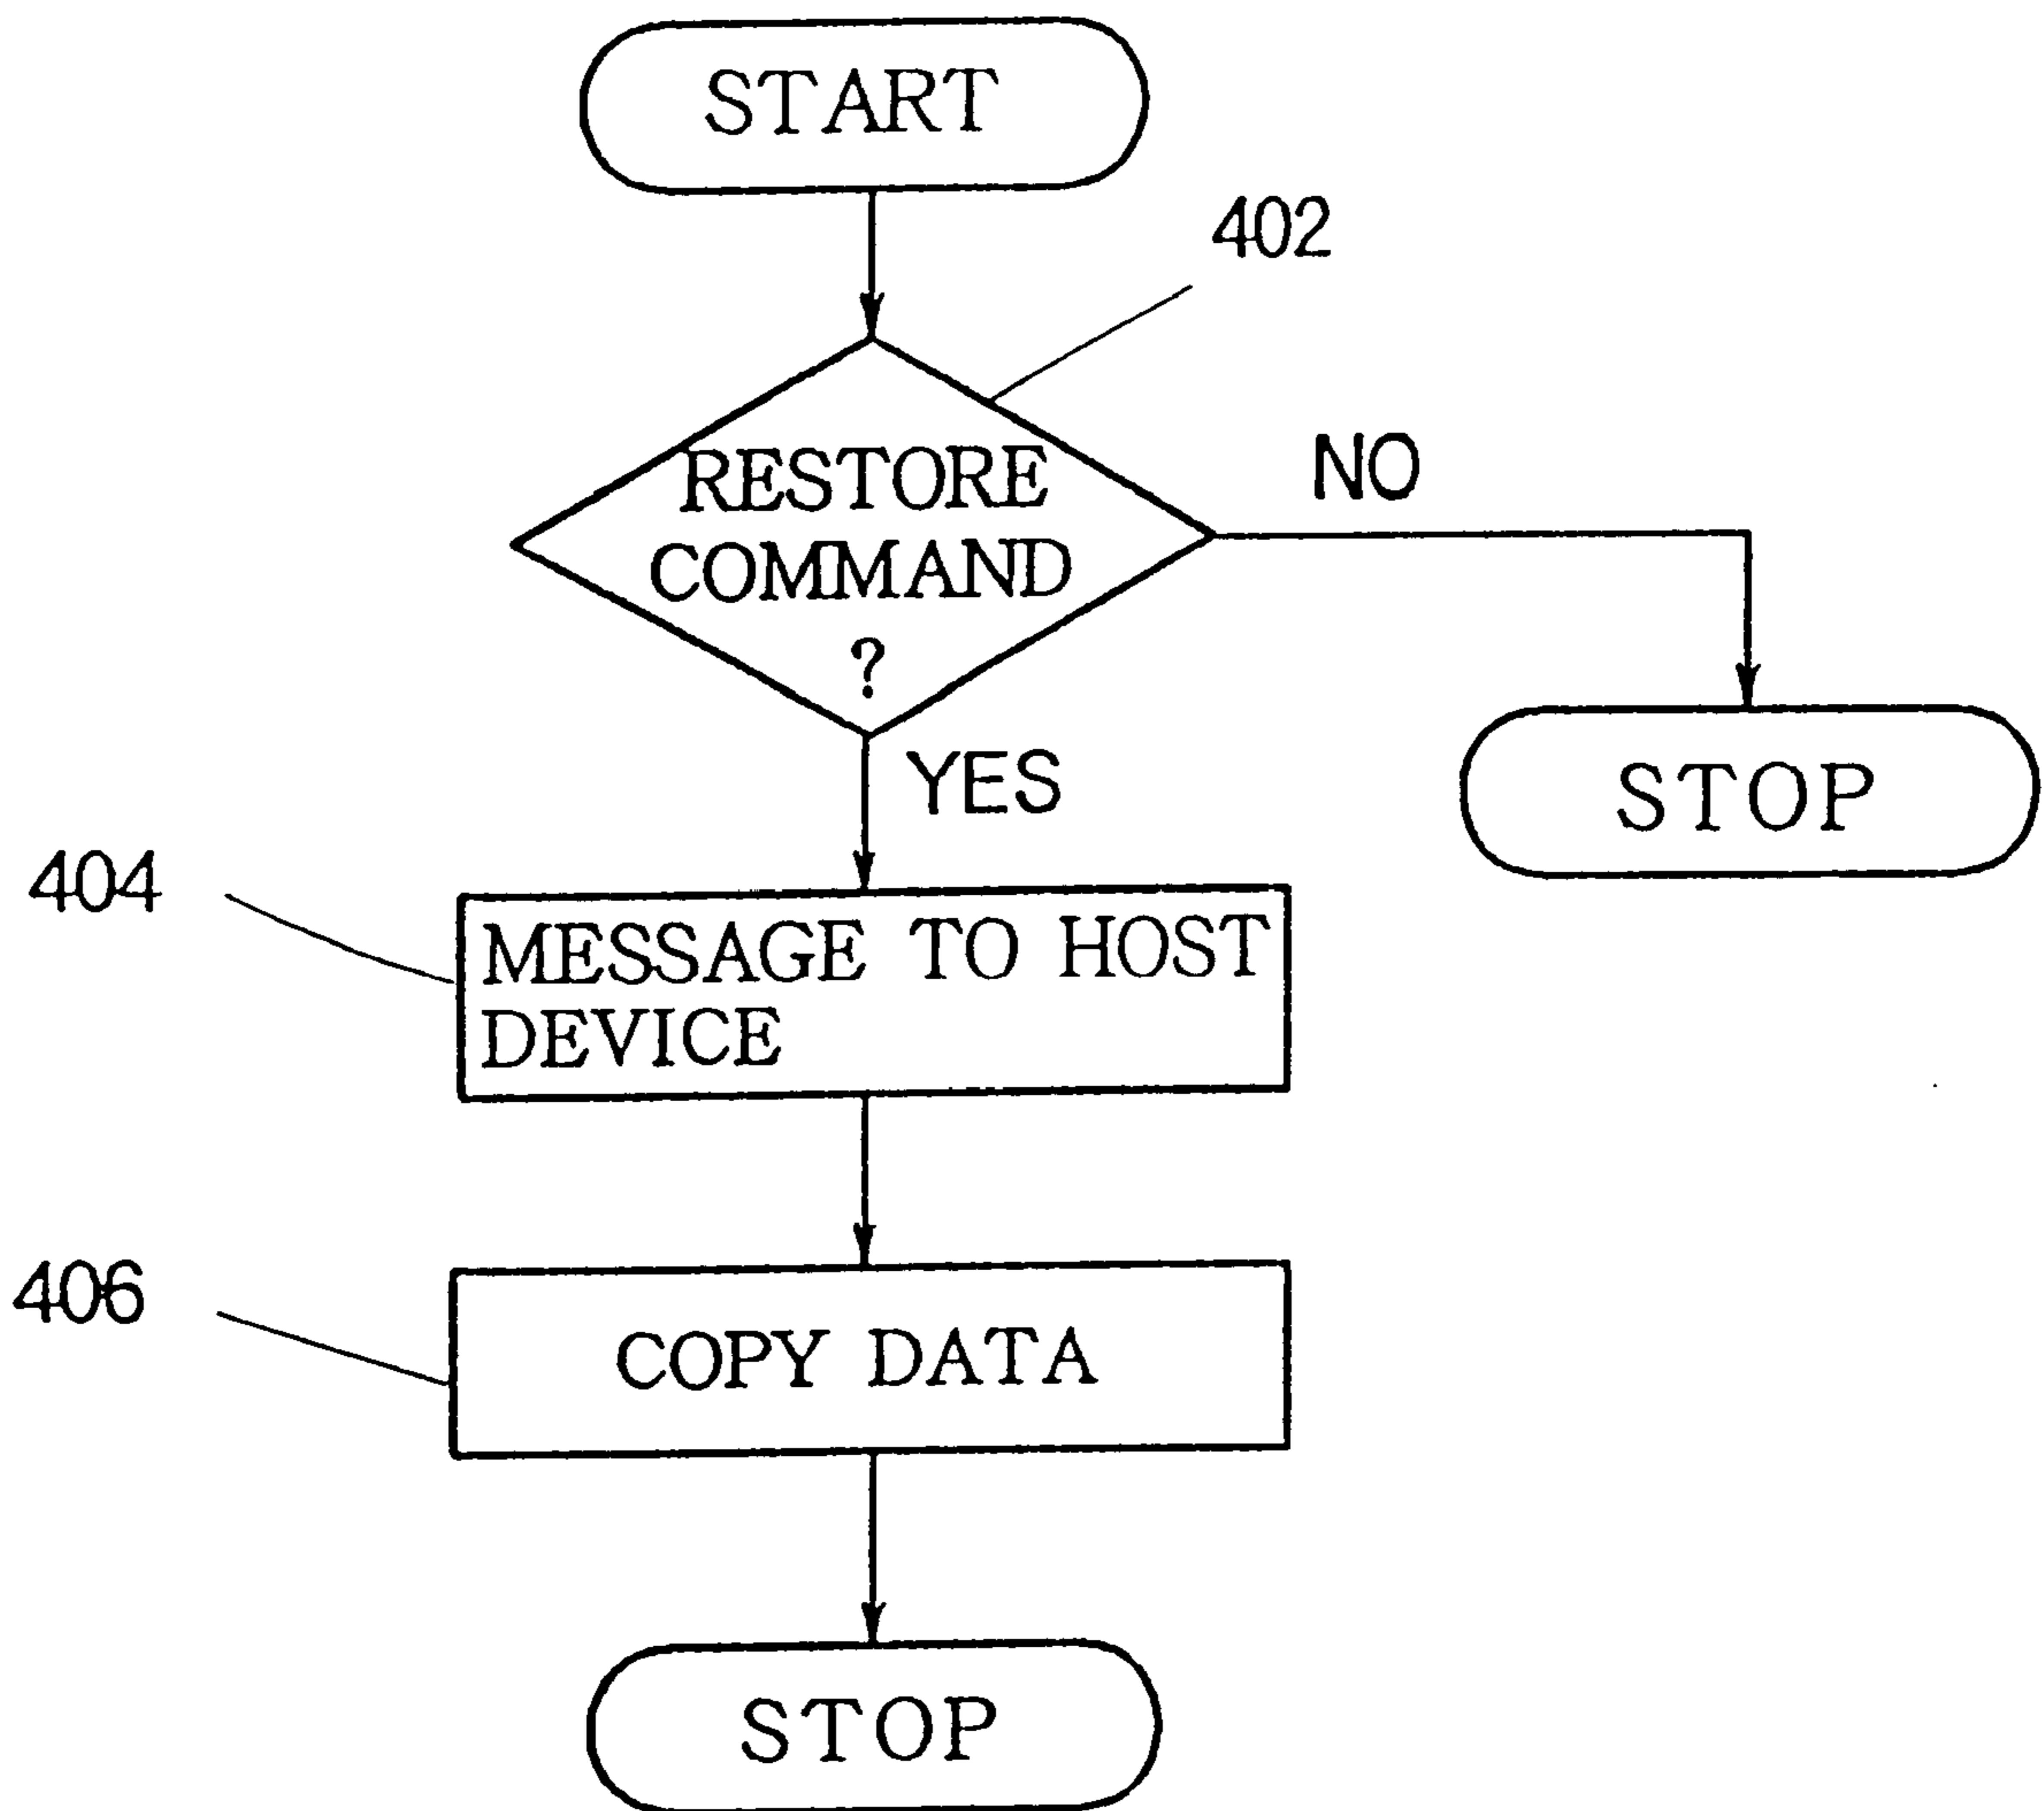 START
402
RESTORE
COMMAND
?
NO
YES
STOP
404
MESSAGE TO HOST
DEVICE
406
COPY DATA
STOP